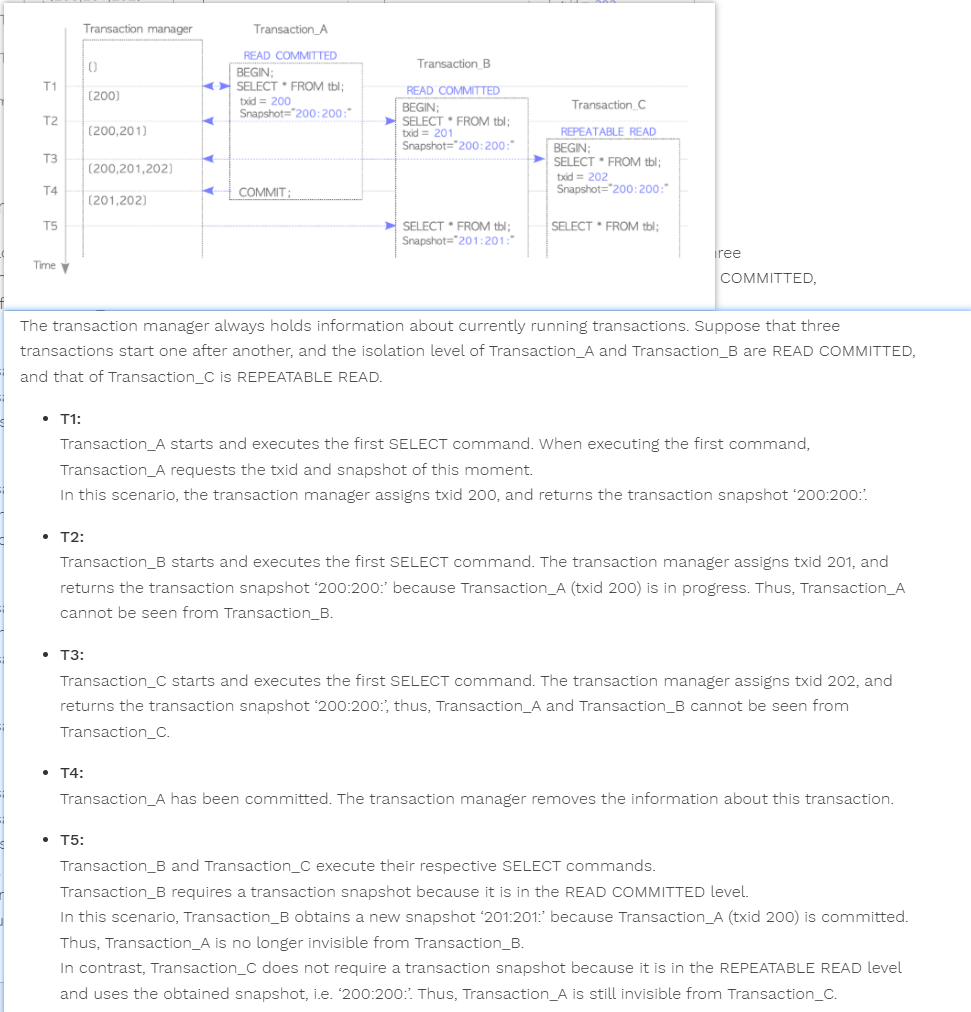 Transaction manager
Transaction_A
Transaction_B
Transaction_C
READ COMMITTED
READ COMMITTED
REPEATABLE READ
()
BEGIN;
T1
SELECT * FROM tbl;
(200)
txid = 200
Snapshot="200:200:"
BEGIN;
T2
SELECT * FROM tbl;
(200,201)
txid = 201
Snapshot="200:200:"
BEGIN;
T3
SELECT * FROM tbl;
(200,201,202)
txid = 202
Snapshot="200:200:"
T4
COMMIT;
(201,202)
T5
SELECT * FROM tbl;
SELECT * FROM tbl;
Snapshot="201:201:"
Time
ree
COMMITTED,
The transaction manager always holds information about currently running transactions. Suppose that three
transactions start one after another, and the isolation level of Transaction_A and Transaction_B are READ COMMITTED,
and that of Transaction_C is REPEATABLE READ.
• T1:
Transaction_A starts and executes the first SELECT command. When executing the first command,
Transaction_A requests the txid and snapshot of this moment.
In this scenario, the transaction manager assigns txid 200, and returns the transaction snapshot ‘200:200:’.
• T2:
Transaction_B starts and executes the first SELECT command. The transaction manager assigns txid 201, and
returns the transaction snapshot ‘200:200:’ because Transaction_A (txid 200) is in progress. Thus, Transaction_A
cannot be seen from Transaction_B.
• T3:
Transaction_C starts and executes the first SELECT command. The transaction manager assigns txid 202, and
returns the transaction snapshot ‘200:200:’, thus, Transaction_A and Transaction_B cannot be seen from
Transaction_C.
• T4:
Transaction_A has been committed. The transaction manager removes the information about this transaction.
• T5:
Transaction_B and Transaction_C execute their respective SELECT commands.
Transaction_B requires a transaction snapshot because it is in the READ COMMITTED level.
In this scenario, Transaction_B obtains a new snapshot ‘201:201:’ because Transaction_A (txid 200) is committed.
Thus, Transaction_A is no longer invisible from Transaction_B.
In contrast, Transaction_C does not require a transaction snapshot because it is in the REPEATABLE READ level
and uses the obtained snapshot, i.e. ‘200:200:’. Thus, Transaction_A is still invisible from Transaction_C.